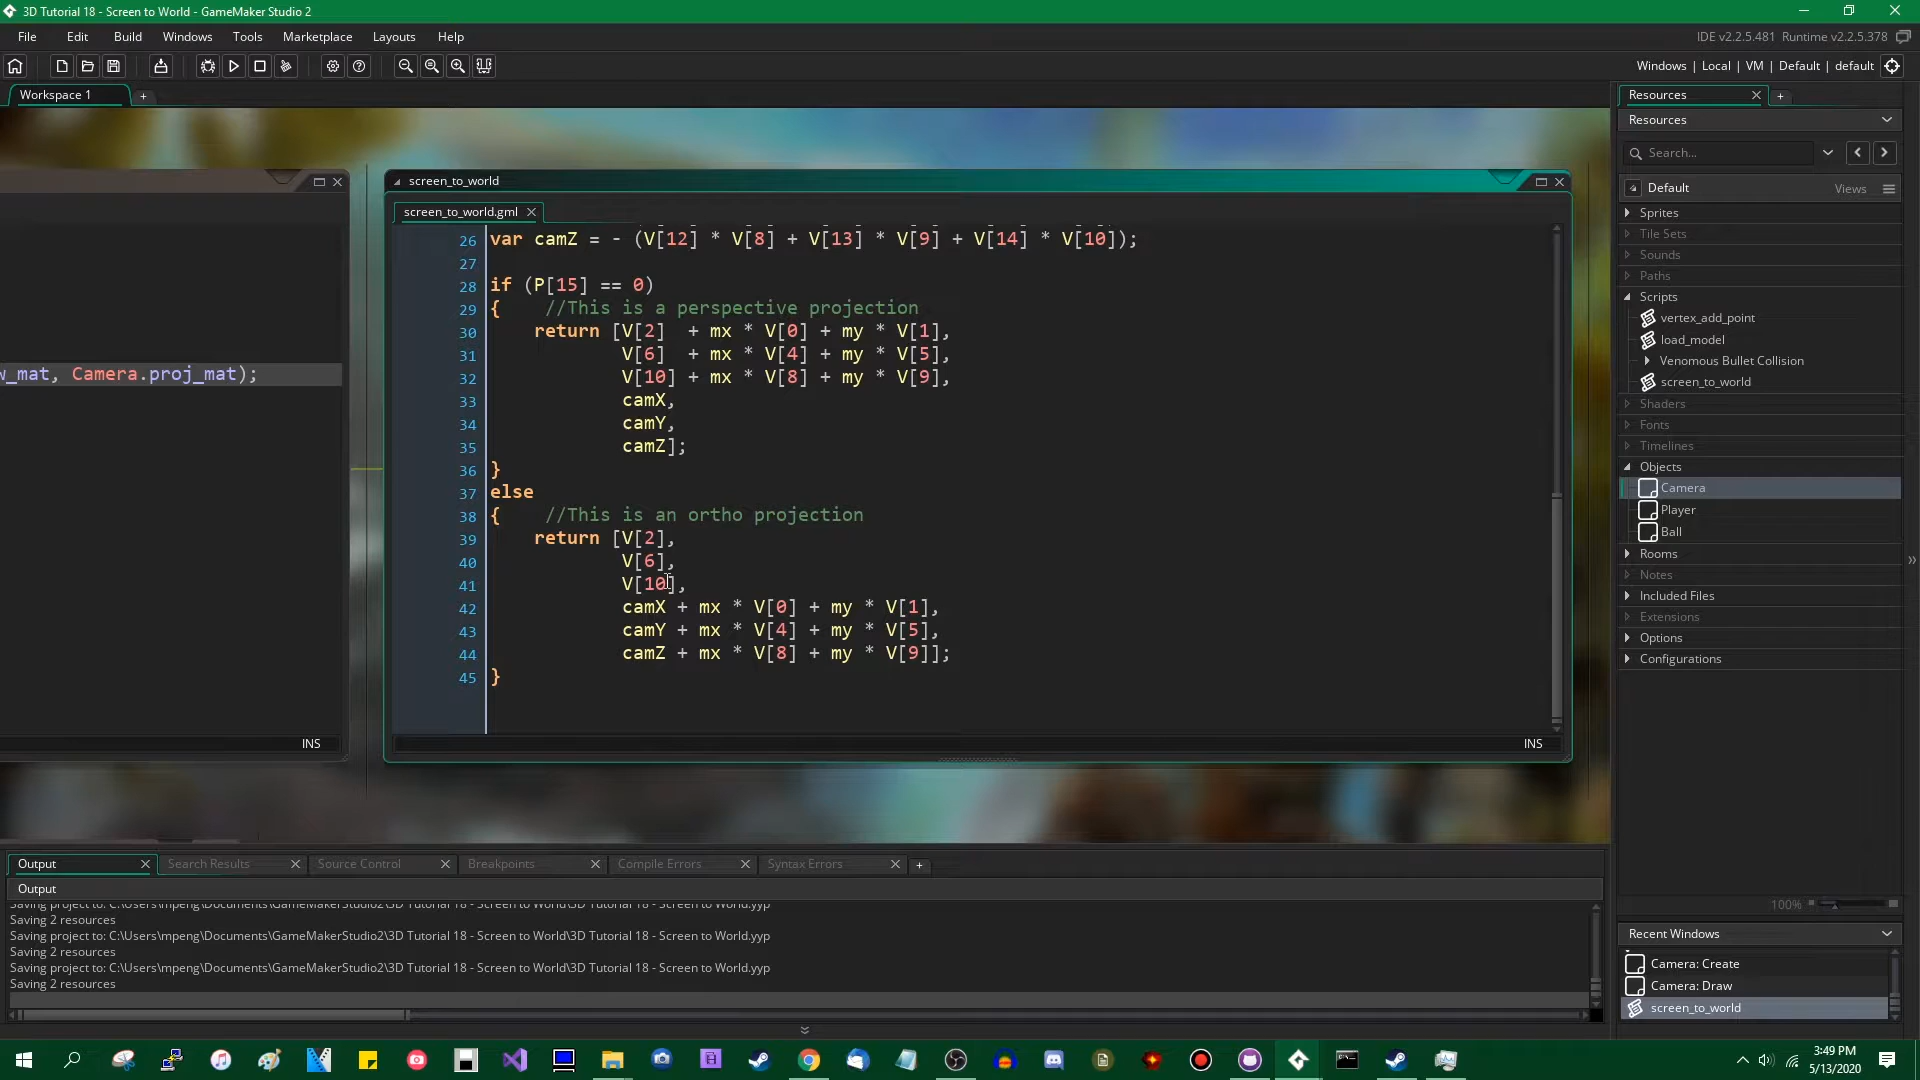 3D Tutorial 18 - Screen to World - GameMaker Studio 2
File Edit Build Windows Tools Marketplace Layouts Help
IDE v2.2.5.481 Runtime v2.2.5.378
Windows | Local | VM | Default | default
Workspace 1
Resources
Resources
Search...
Default Views
Sprites
Tile Sets
Sounds
Paths
Scripts
vertex_add_point
load_model
Venomous Bullet Collision
screen_to_world
Shaders
Fonts
Timelines
Objects
Camera
Player
Ball
Rooms
Notes
Included Files
Extensions
Options
Configurations
100%
Recent Windows
Camera: Create
Camera: Draw
screen_to_world
w_mat, Camera.proj_mat);
INS
screen_to_world
screen_to_world.gml
26 var camZ = - (V[12] * V[8] + V[13] * V[9] + V[14] * V[10]);
27
28 if (P[15] == 0)
29 { //This is a perspective projection
30 return [V[2] + mx * V[0] + my * V[1],
31 V[6] + mx * V[4] + my * V[5],
32 V[10] + mx * V[8] + my * V[9],
33 camX,
34 camY,
35 camZ];
36 }
37 else
38 { //This is an ortho projection
39 return [V[2],
40 V[6],
41 V[10],
42 camX + mx * V[0] + my * V[1],
43 camY + mx * V[4] + my * V[5],
44 camZ + mx * V[8] + my * V[9]];
45 }
INS
Output Search Results Source Control Breakpoints Compile Errors Syntax Errors
Output
Saving project to: C:\Users\mpeng\Documents\GameMakerStudio2\3D Tutorial 18 - Screen to World\3D Tutorial 18 - Screen to World.yyp
Saving 2 resources
Saving project to: C:\Users\mpeng\Documents\GameMakerStudio2\3D Tutorial 18 - Screen to World\3D Tutorial 18 - Screen to World.yyp
Saving 2 resources
Saving project to: C:\Users\mpeng\Documents\GameMakerStudio2\3D Tutorial 18 - Screen to World\3D Tutorial 18 - Screen to World.yyp
Saving 2 resources
3:49 PM
5/13/2020